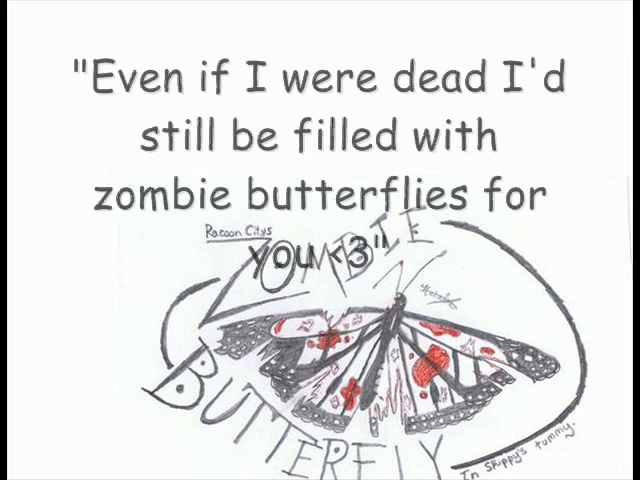 "Even if I were dead I'd
still be filled with
zombie butterflies for
you <3"
Racoon Citys
ZOMBIE
BUTTERFLY
In Skippy's tummy.